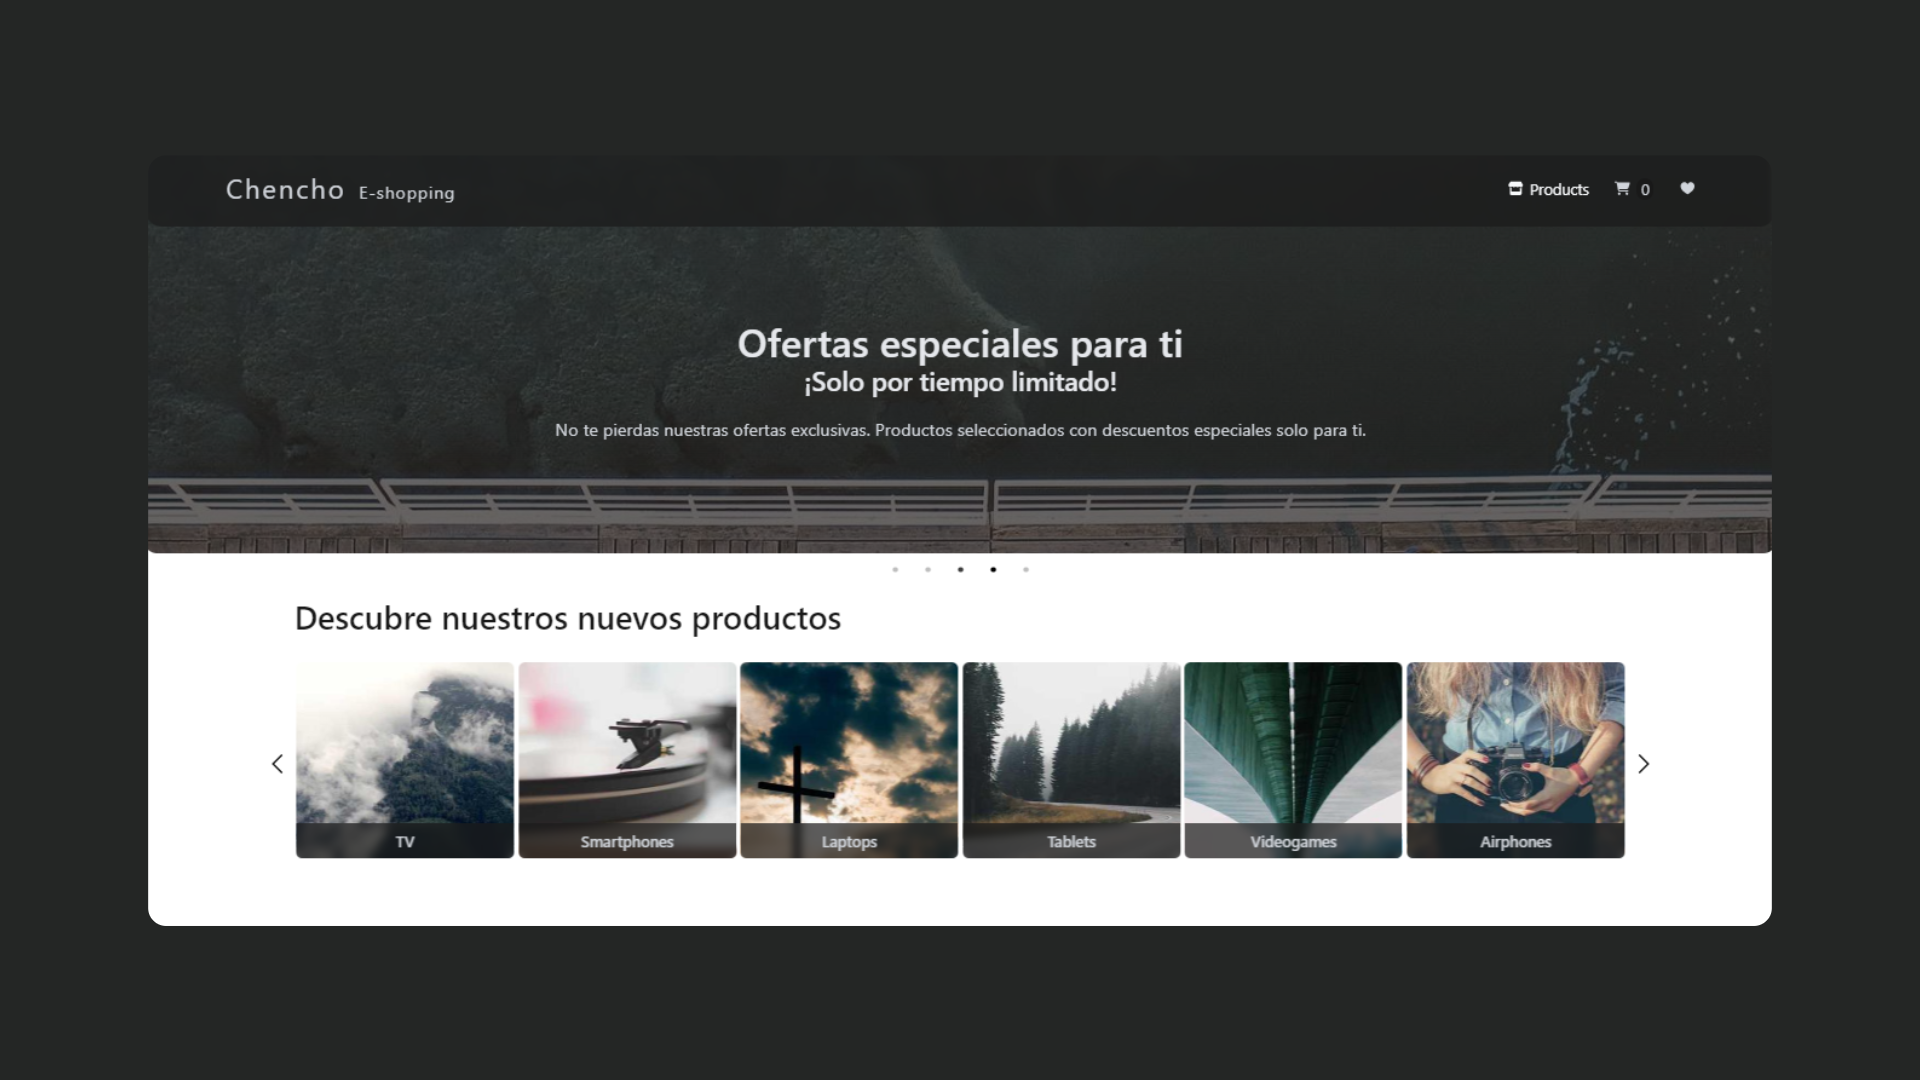 Chencho E-shopping
Products 0
Ofertas especiales para ti
¡Solo por tiempo limitado!
No te pierdas nuestras ofertas exclusivas. Productos seleccionados con descuentos especiales solo para ti.
Descubre nuestros nuevos productos
TV
Smartphones
Laptops
Tablets
Videogames
Airphones